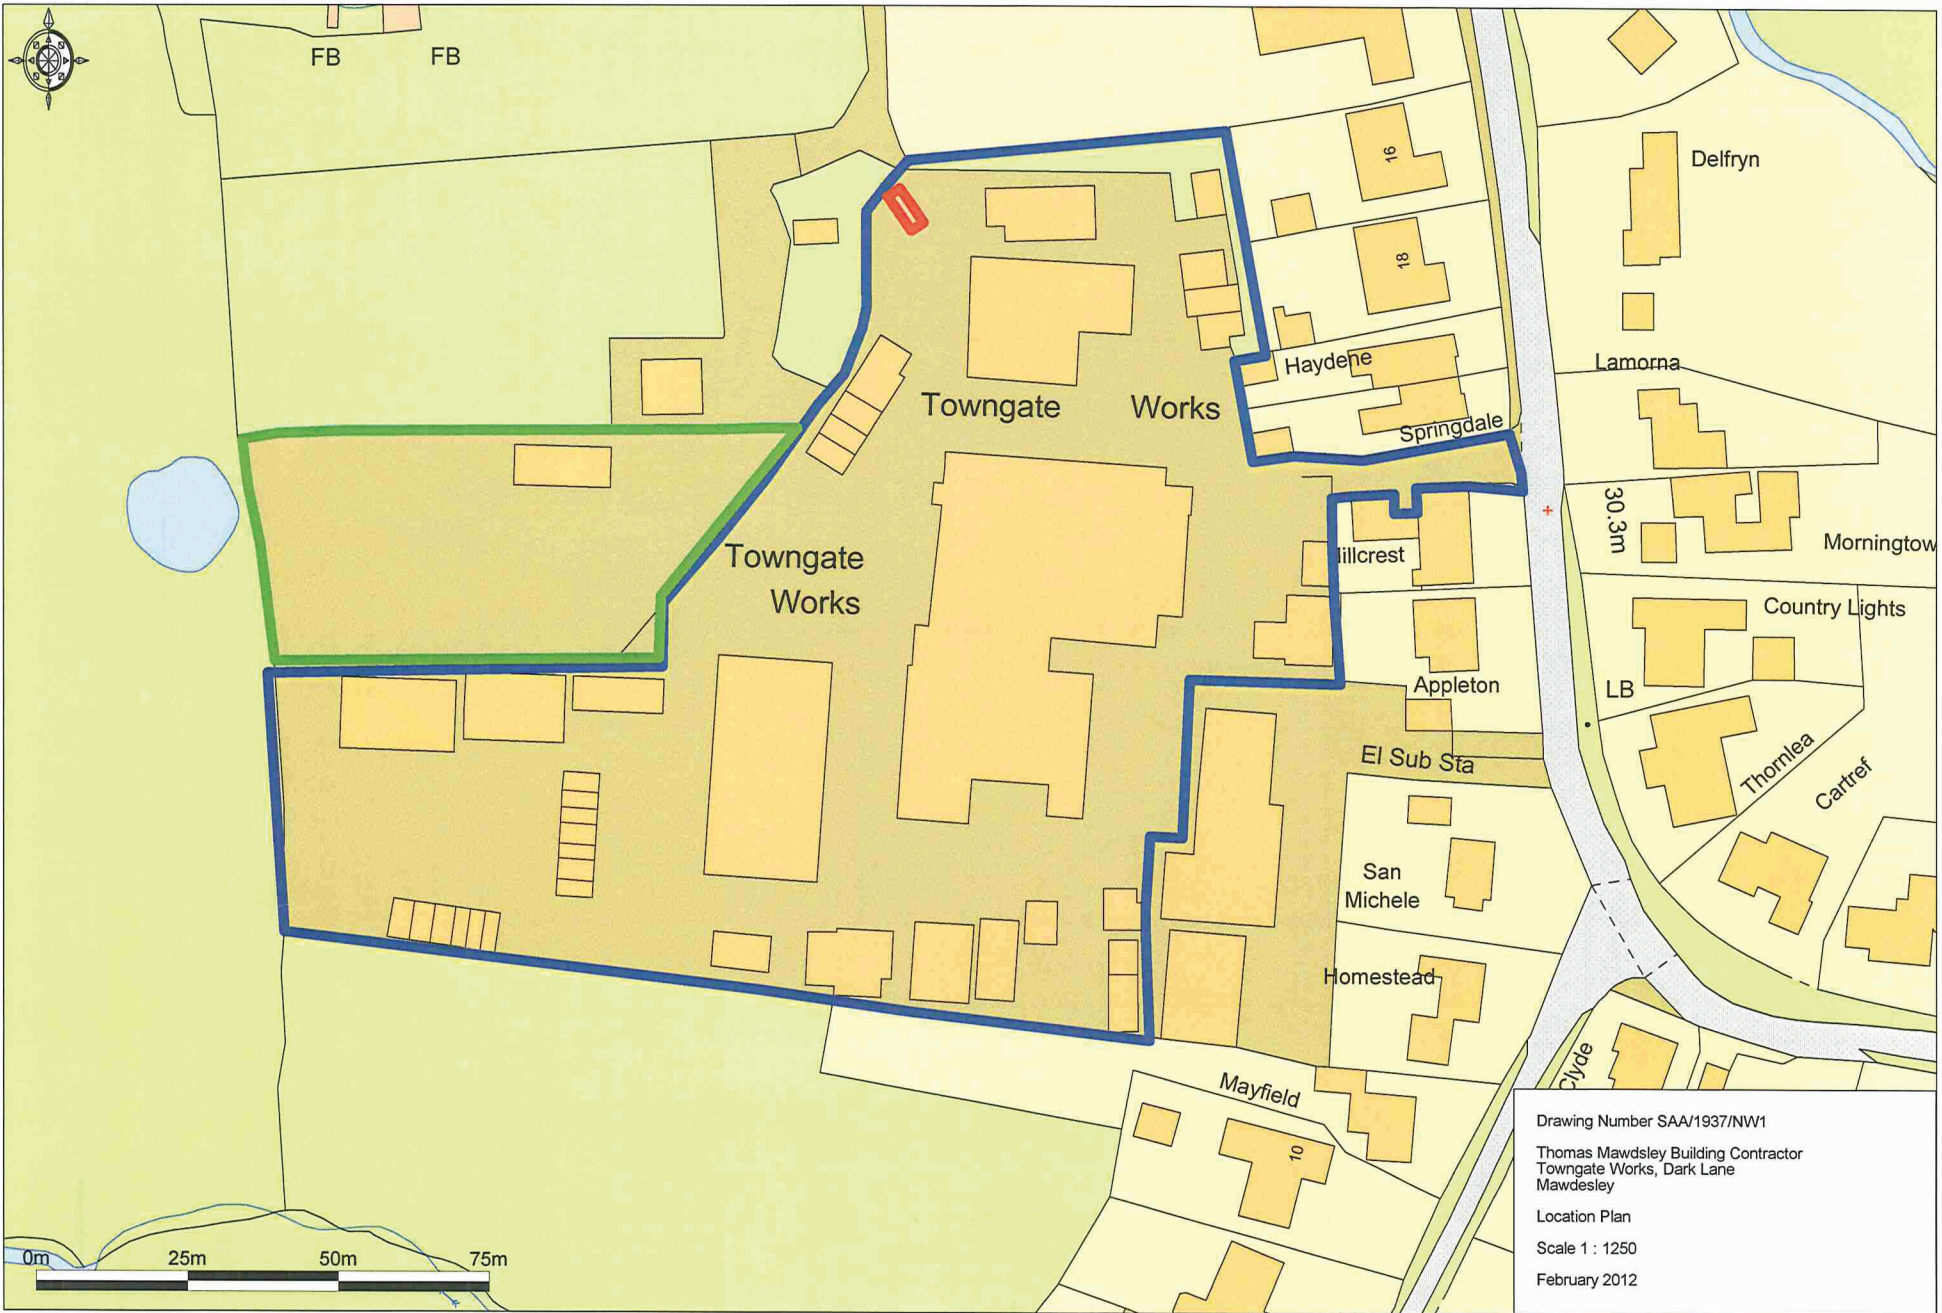 FB
FB
16
Delfryn
18
Lamorna
Haydene
Towngate Works
Springdale
30.3m
Morningtow
illcrest
Towngate
Works
Country Lights
LB
Appleton
El Sub Sta
Thornlea
Cartref
San
Michele
Homestead
Clyde
Mayfield
10
0m 25m 50m 75m
Drawing Number SAA/1937/NW1
Thomas Mawdsley Building Contractor
Towngate Works, Dark Lane
Mawdesley
Location Plan
Scale 1 : 1250
February 2012